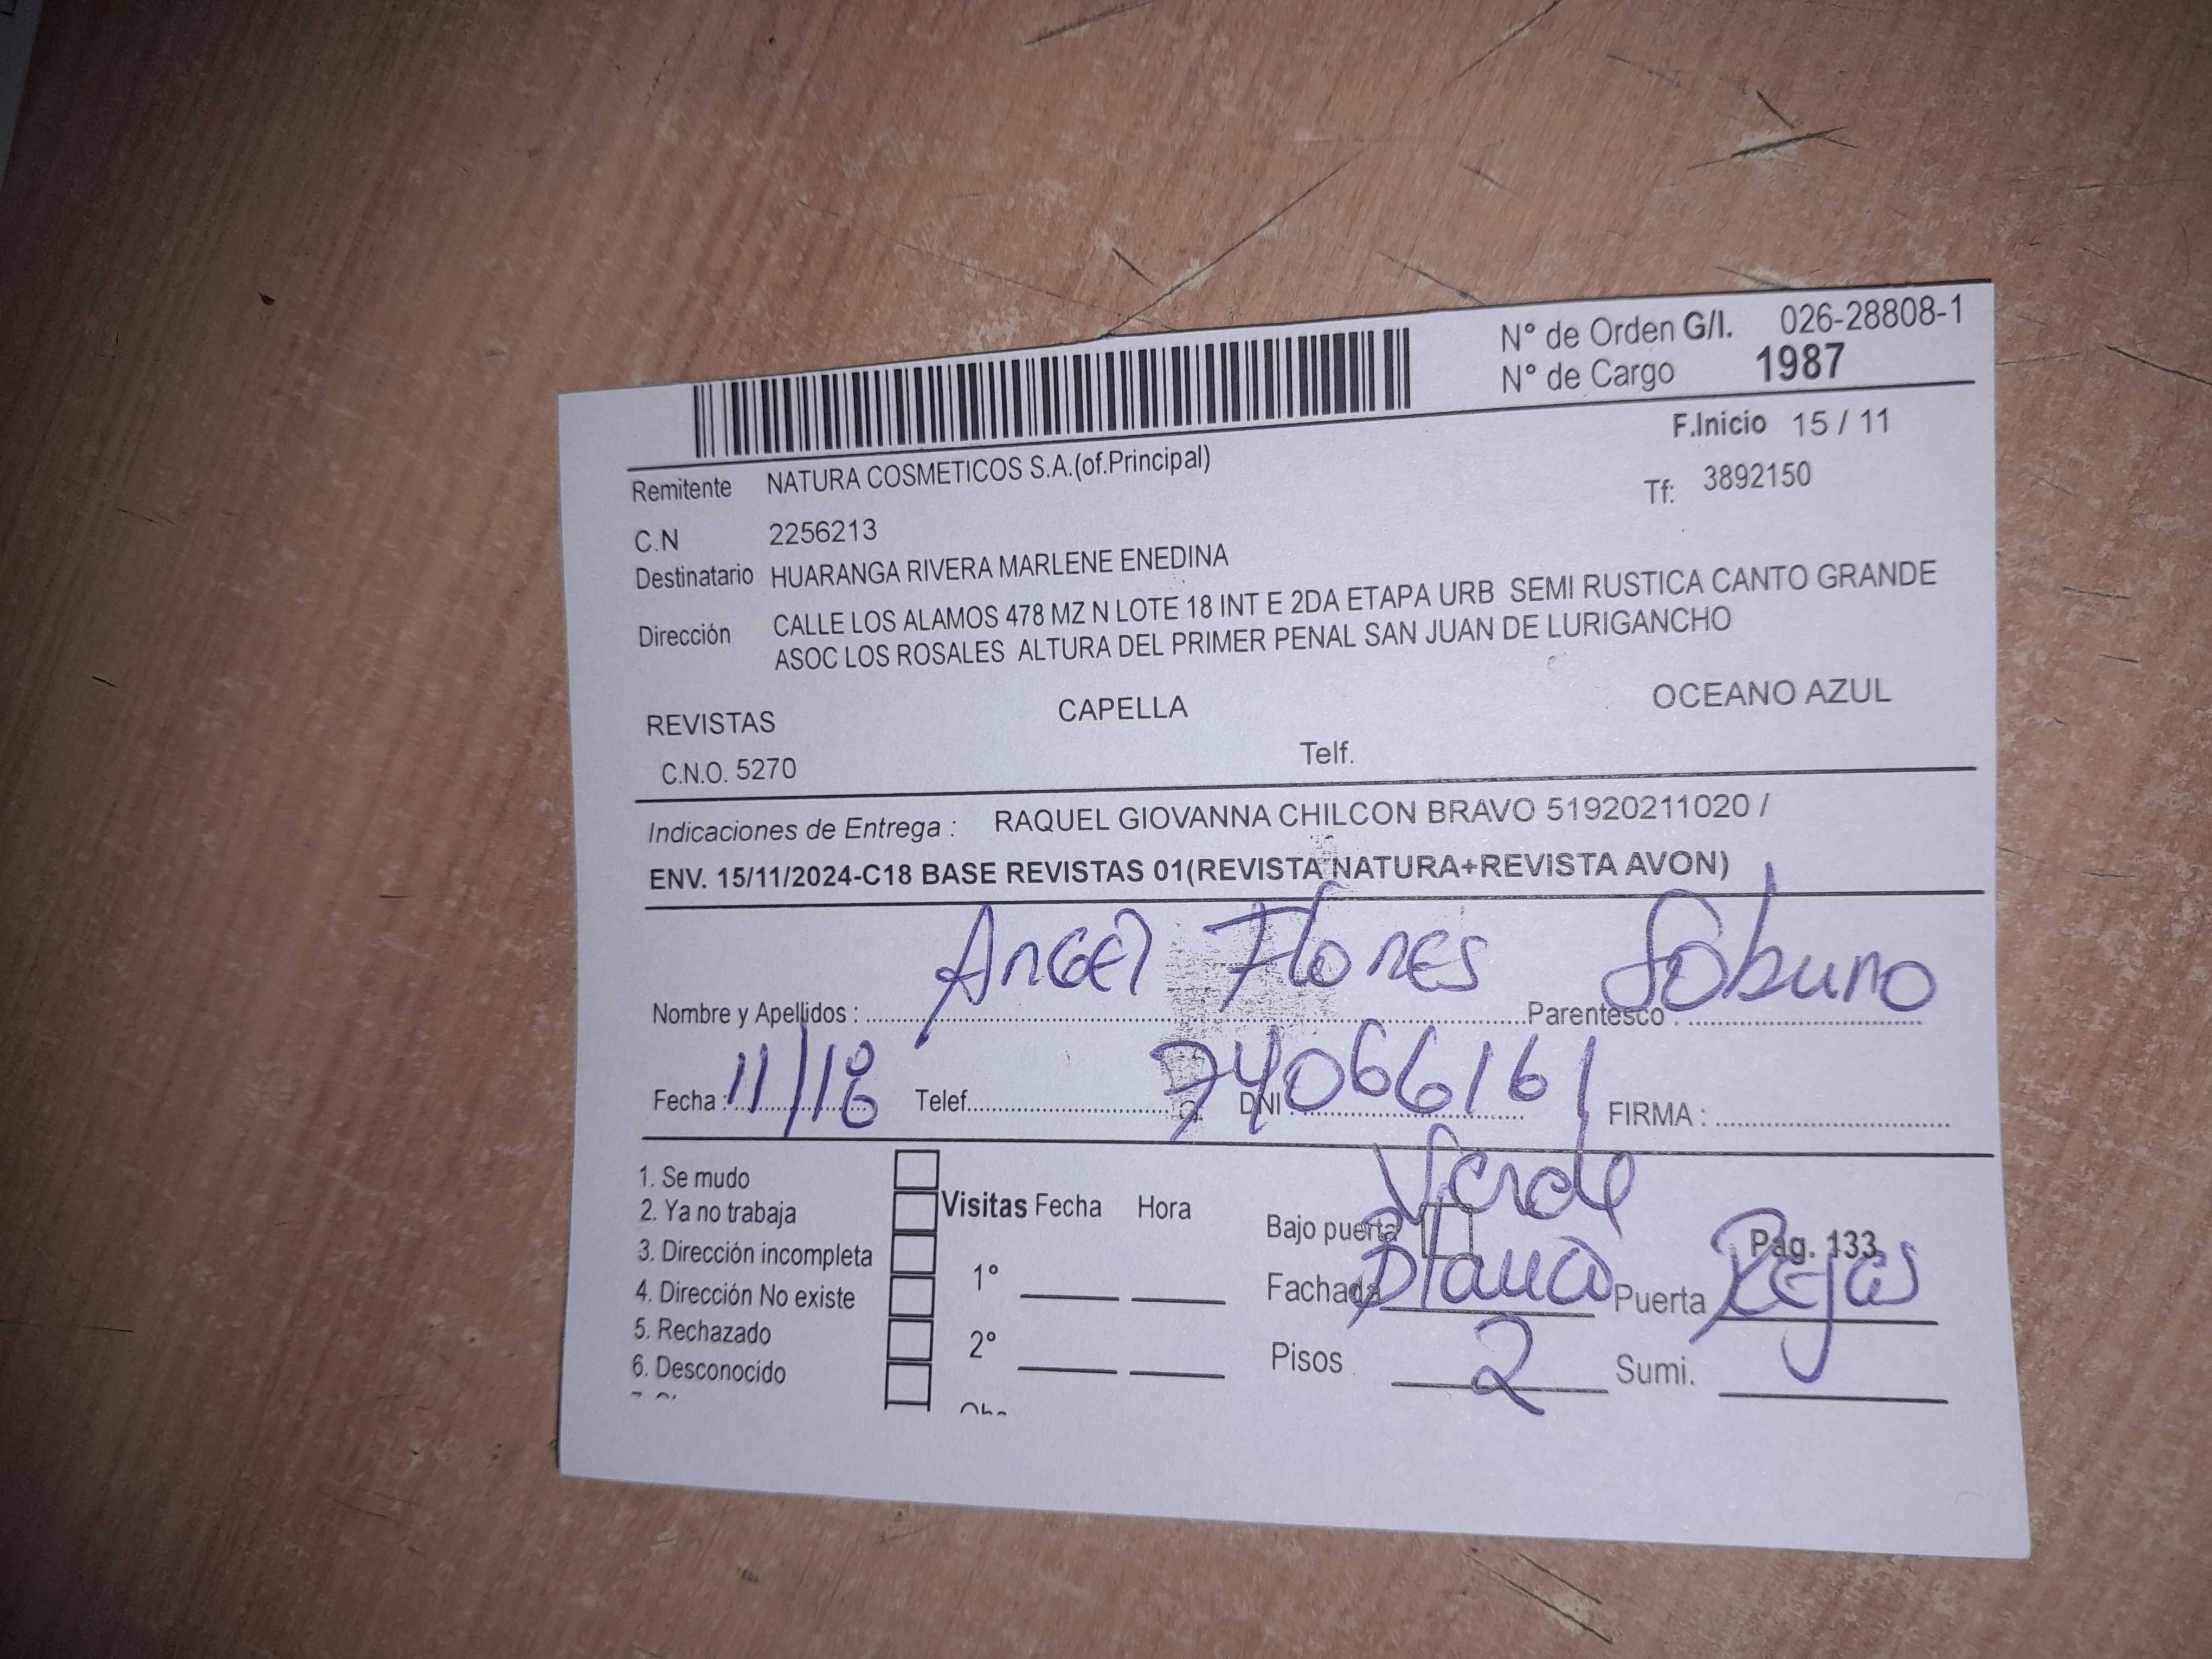 N° de Orden G/I. 026-28808-1
N° de Cargo 1987
F.Inicio 15 / 11
Remitente NATURA COSMETICOS S.A.(of.Principal)
Tf: 3892150
C.N 2256213
Destinatario HUARANGA RIVERA MARLENE ENEDINA
Dirección CALLE LOS ALAMOS 478 MZ N LOTE 18 INT E 2DA ETAPA URB SEMI RUSTICA CANTO GRANDE
ASOC LOS ROSALES ALTURA DEL PRIMER PENAL SAN JUAN DE LURIGANCHO
REVISTAS CAPELLA OCEANO AZUL
C.N.O. 5270 Telf.
Indicaciones de Entrega : RAQUEL GIOVANNA CHILCON BRAVO 51920211020 /
ENV. 15/11/2024-C18 BASE REVISTAS 01(REVISTA NATURA+REVISTA AVON)
Nombre y Apellidos : Angel Flores Parentesco :
Fecha : 11/18 Telef. DNI : 74066161 FIRMA :
1. Se mudo
2. Ya no trabaja
3. Dirección incompleta
4. Dirección No existe
5. Rechazado
6. Desconocido
Visitas Fecha Hora
1°
2°
Verde
Bajo puerta Pag. 133
Fachada Blanco Puerta Rejas
Pisos 2 Sumi.